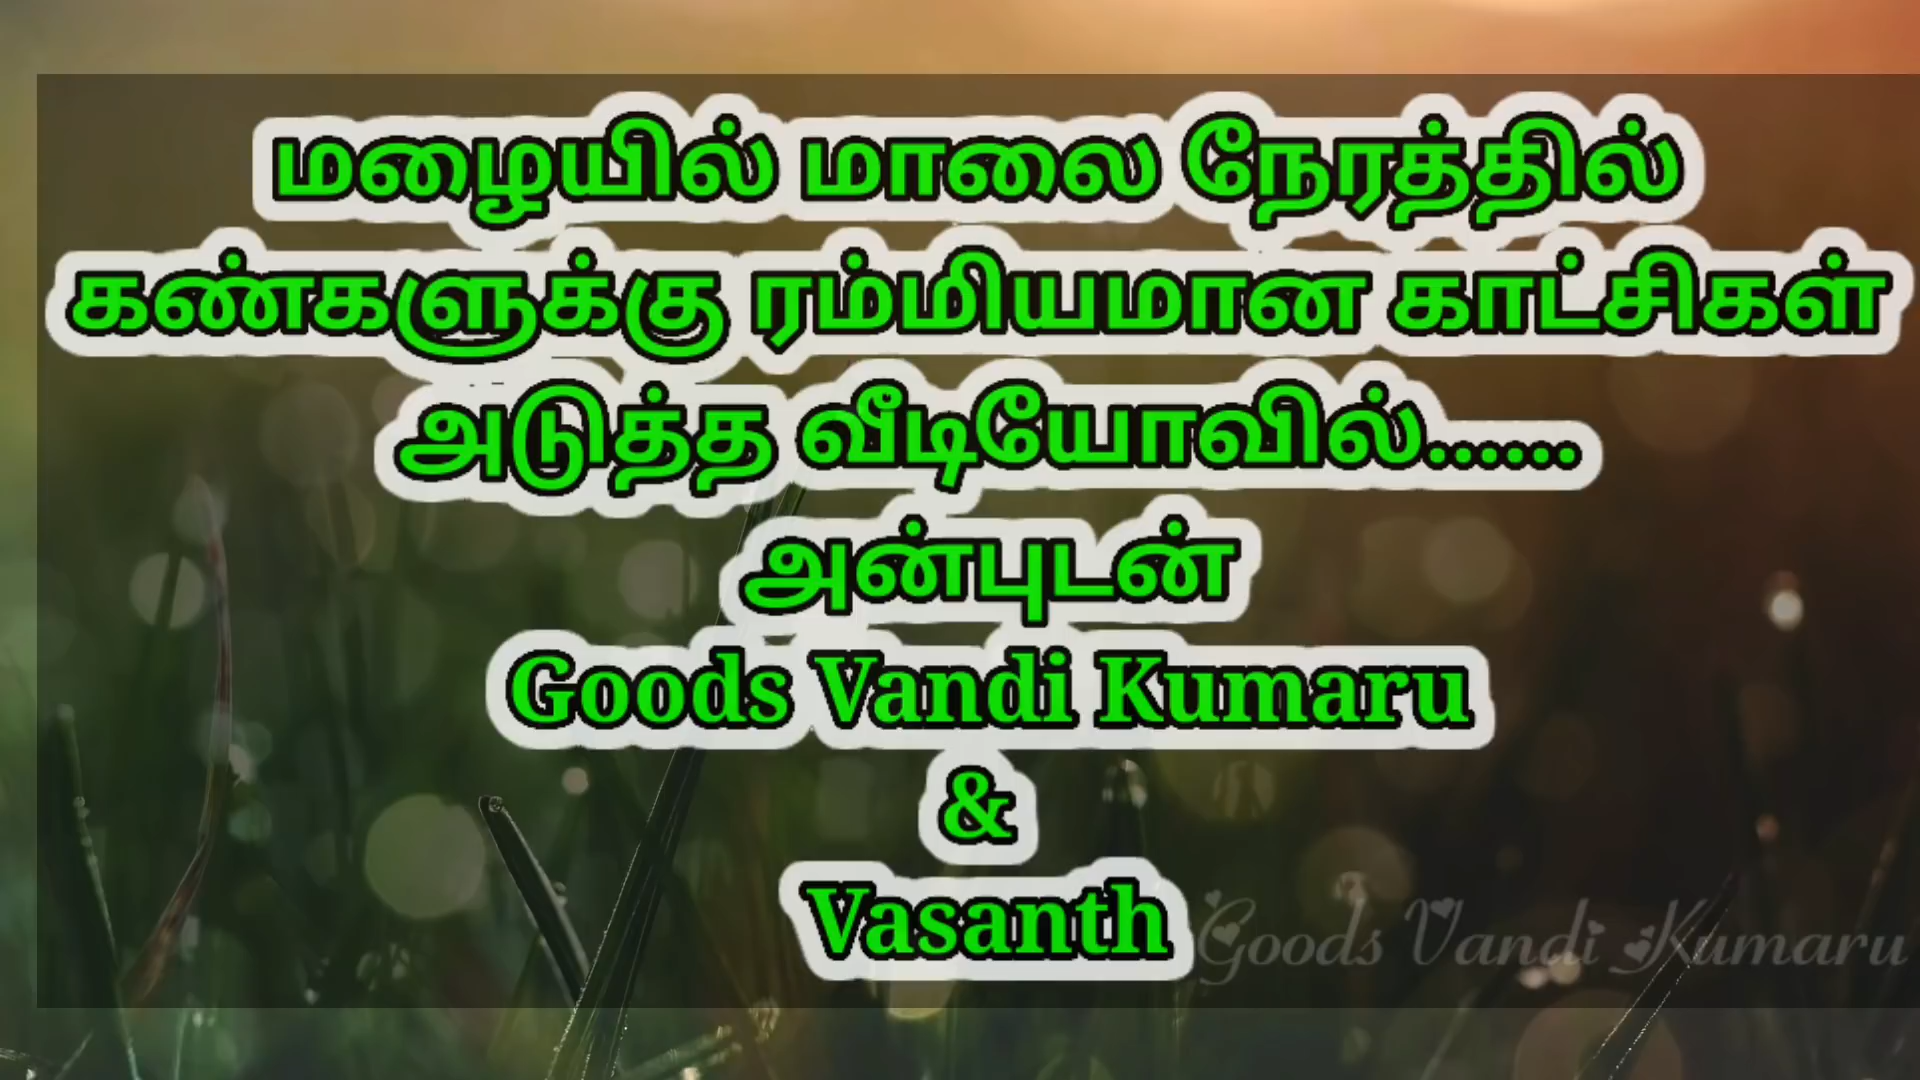 மழையில் மாலை நேரத்தில்
கண்களுக்கு ரம்மியமான காட்சிகள்
அடுத்த வீடியோவில்......
அன்புடன்
Goods Vandi Kumaru
&
Vasanth
Goods Vandi Kumaru